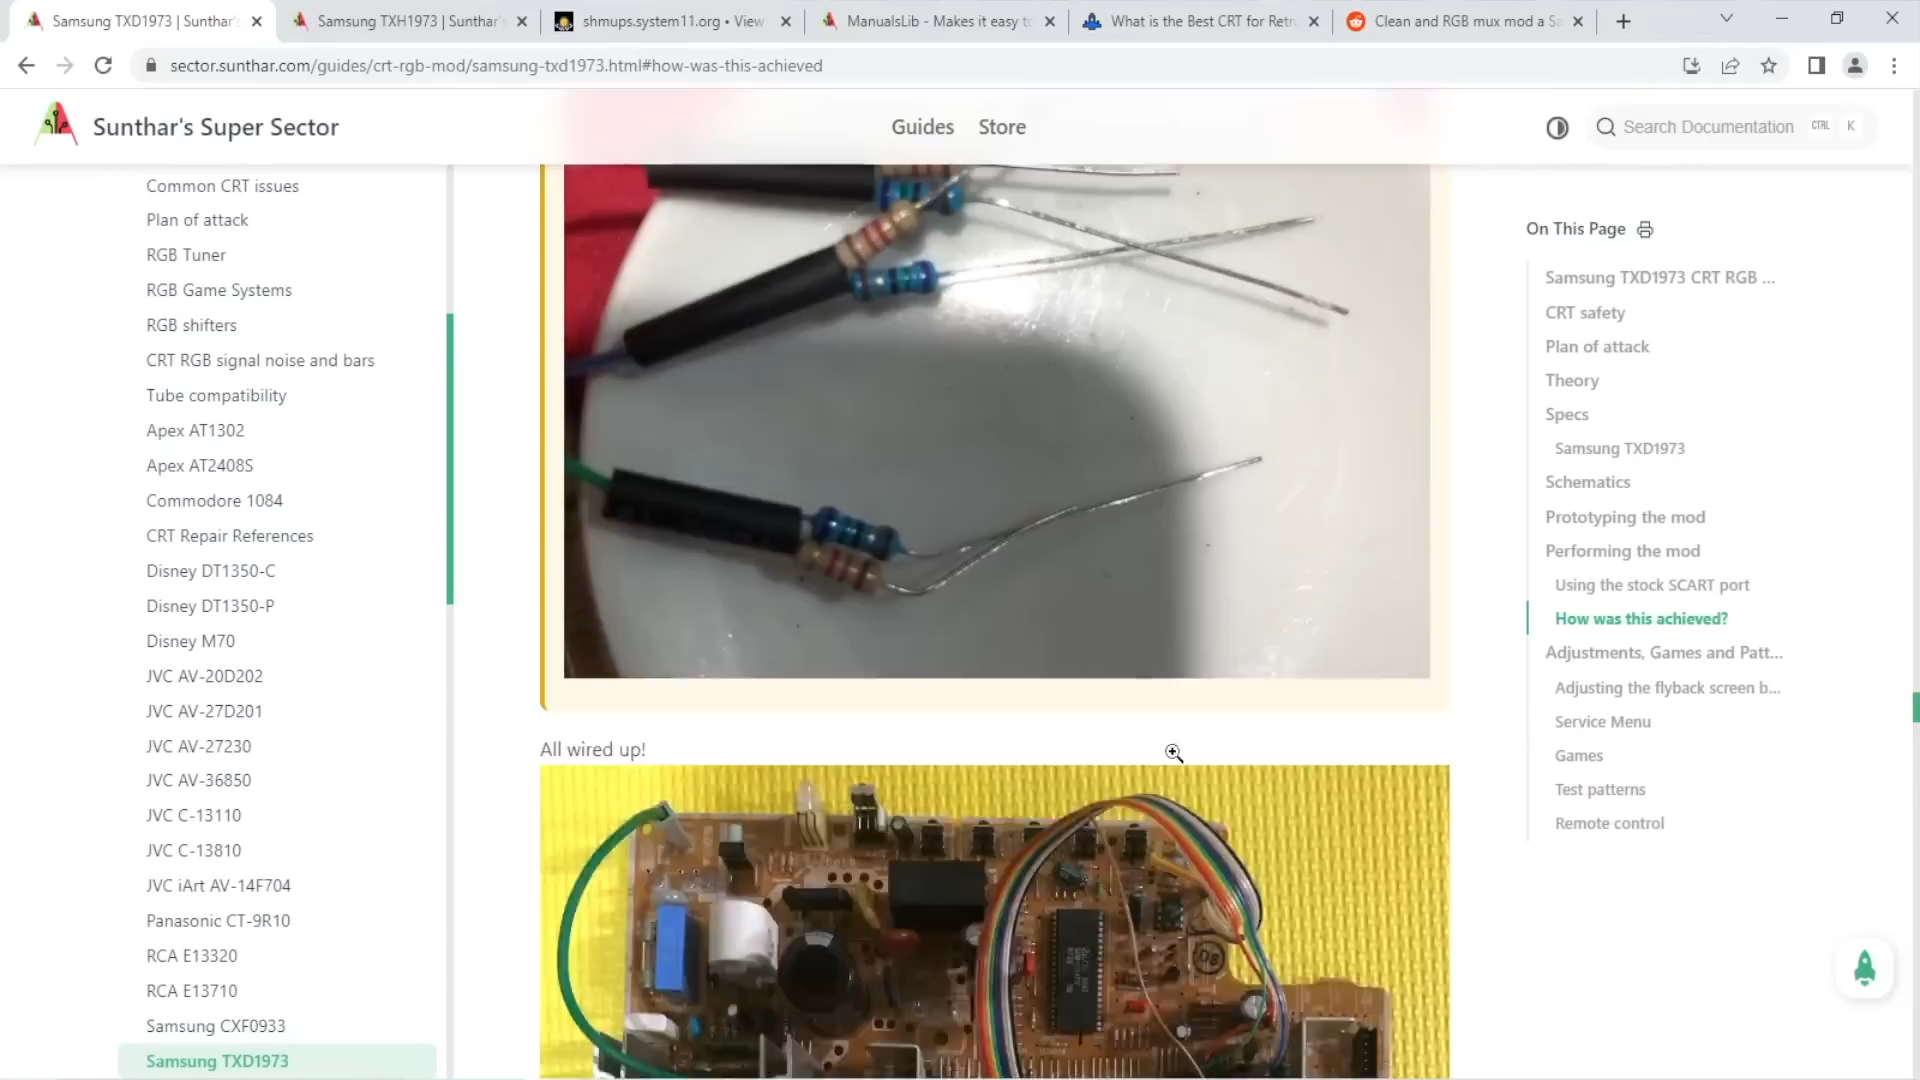 Samsung TXD1973 | Sunthar's
Samsung TXH1973 | Sunthar's
shmups.system11.org • View
ManualsLib - Makes it easy to
What is the Best CRT for Retr
Clean and RGB mux mod a Sa
sector.sunthar.com/guides/crt-rgb-mod/samsung-txd1973.html#how-was-this-achieved
Sunthar's Super Sector
Guides
Store
Search Documentation
CTRL
K
Common CRT issues
Plan of attack
RGB Tuner
RGB Game Systems
RGB shifters
CRT RGB signal noise and bars
Tube compatibility
Apex AT1302
Apex AT2408S
Commodore 1084
CRT Repair References
Disney DT1350-C
Disney DT1350-P
Disney M70
JVC AV-20D202
JVC AV-27D201
JVC AV-27230
JVC AV-36850
JVC C-13110
JVC C-13810
JVC iArt AV-14F704
Panasonic CT-9R10
RCA E13320
RCA E13710
Samsung CXF0933
Samsung TXD1973
All wired up!
D8
On This Page
Samsung TXD1973 CRT RGB ...
CRT safety
Plan of attack
Theory
Specs
Samsung TXD1973
Schematics
Prototyping the mod
Performing the mod
Using the stock SCART port
How was this achieved?
Adjustments, Games and Patt...
Adjusting the flyback screen b...
Service Menu
Games
Test patterns
Remote control